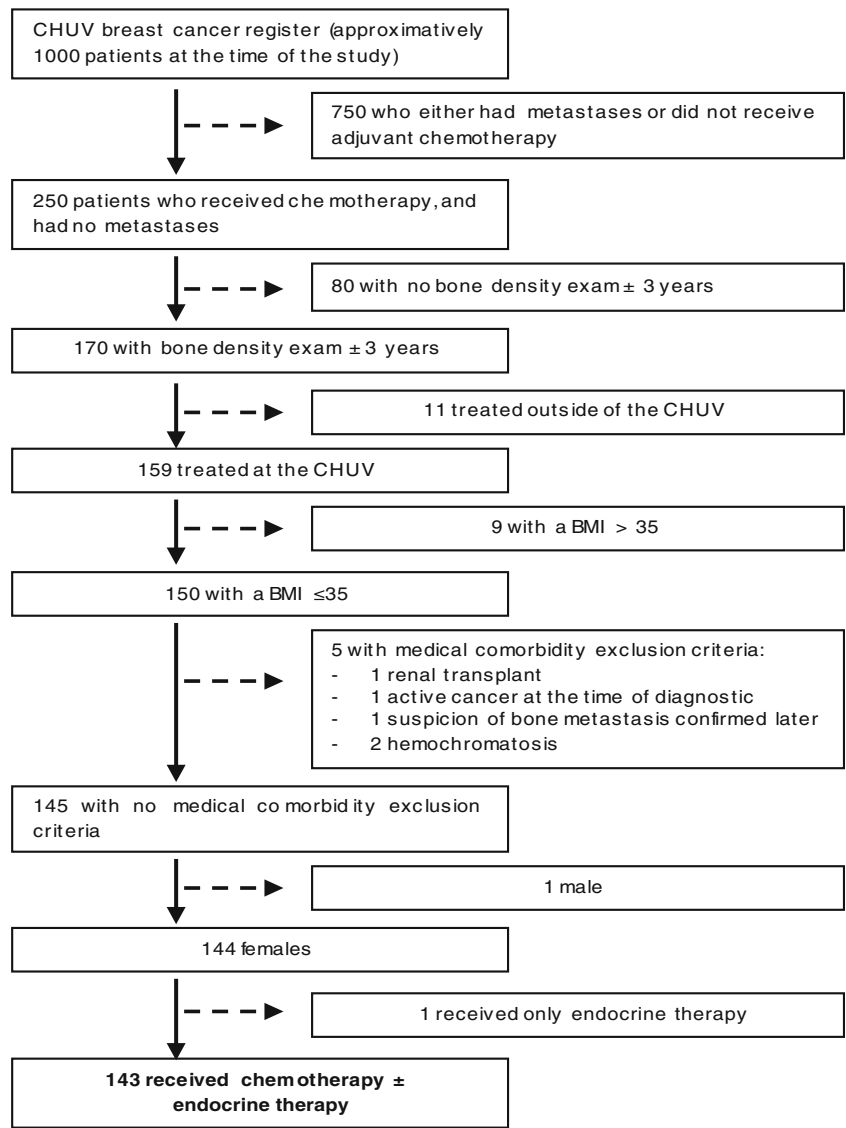 CHUV breast cancer register (approximatively
1000 patients at the time of the study)
750 who either had metastases or did not receive
adjuvant chemotherapy
250 patients who received chemotherapy, and
had no metastases
80 with no bone density exam ± 3 years
170 with bone density exam ± 3 years
11 treated outside of the CHUV
159 treated at the CHUV
9 with a BMI > 35
150 with a BMI ≤35
5 with medical comorbidity exclusion criteria:
- 1 renal transplant
- 1 active cancer at the time of diagnostic
- 1 suspicion of bone metastasis confirmed later
- 2 hemochromatosis
145 with no medical comorbidity exclusion
criteria
1 male
144 females
1 received only endocrine therapy
143 received chemotherapy ±
endocrine therapy